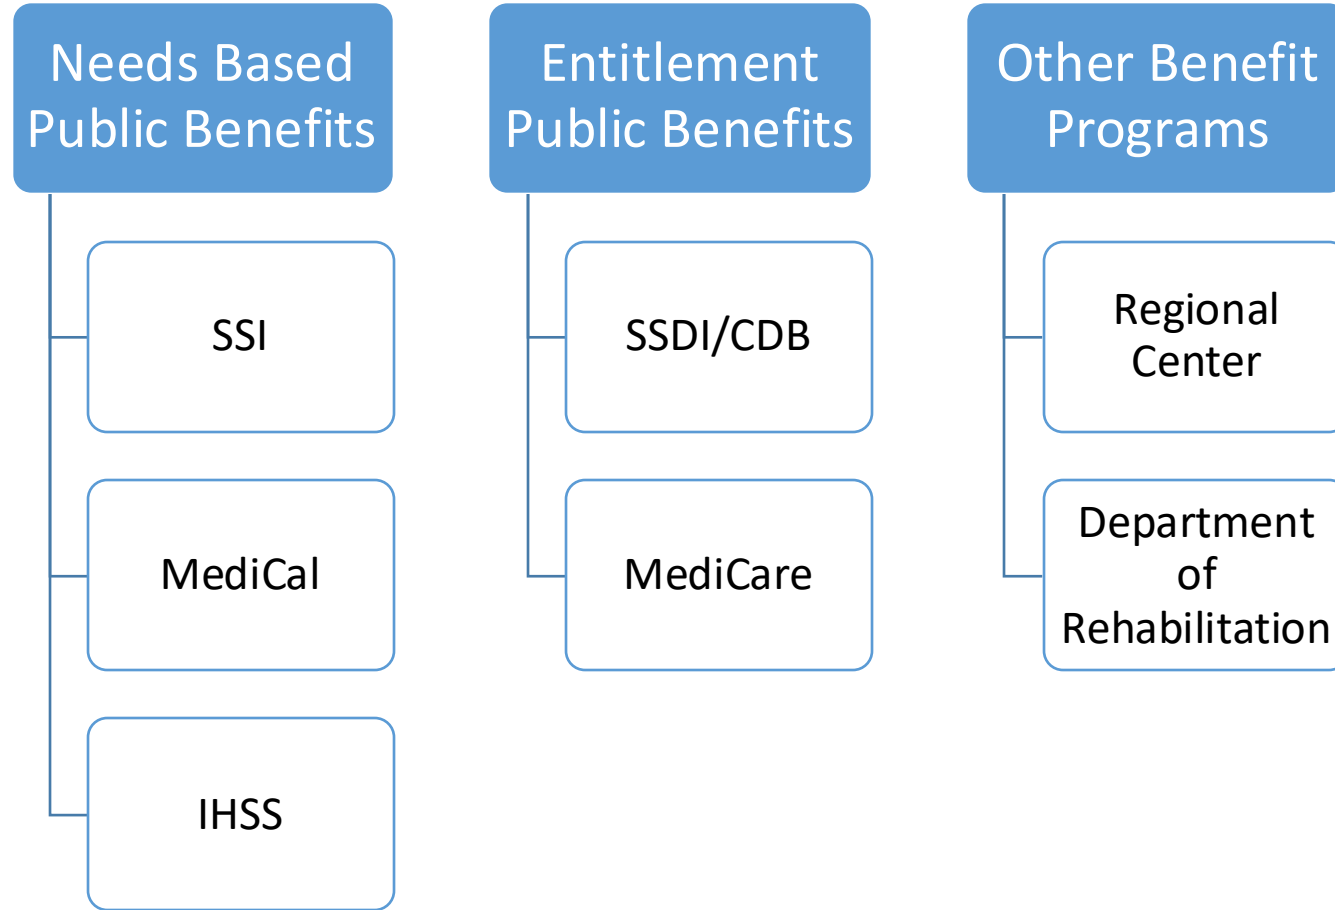 Needs Based
Public Benefits
SSI
MediCal
IHSS
Entitlement
Public Benefits
SSDI/CDB
MediCare
Other Benefit
Programs
Regional
Center
Department
of
Rehabilitation